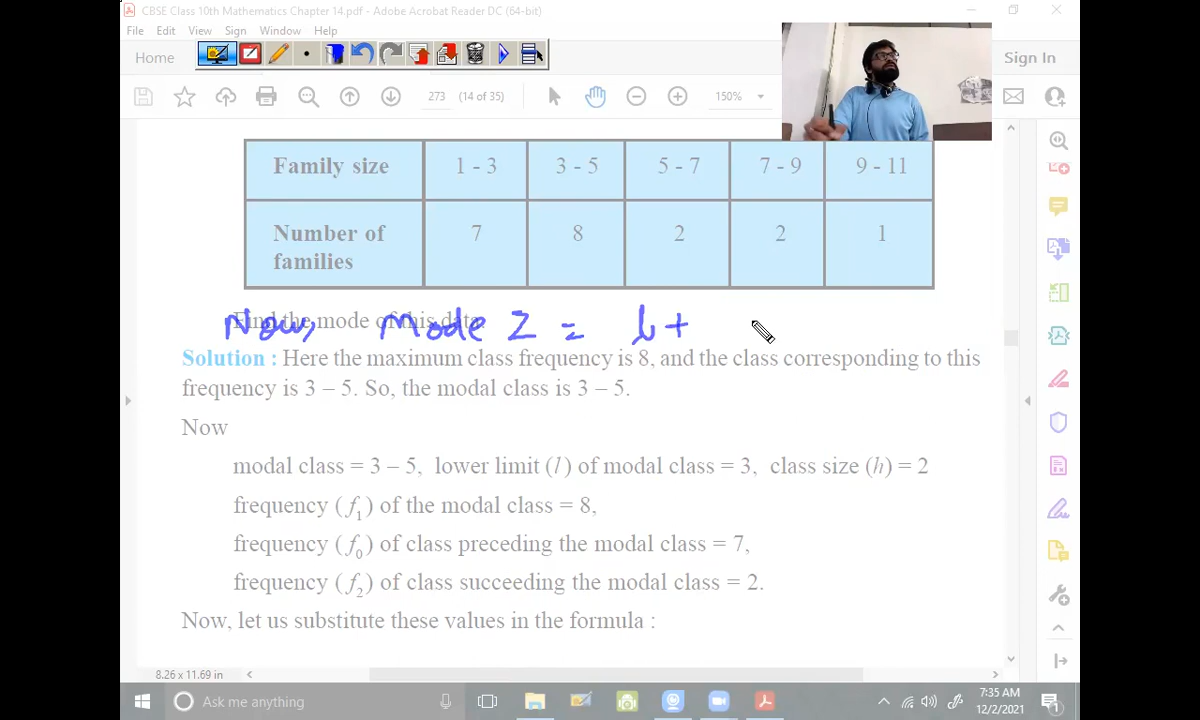 CBSE Class 10th Mathematics Chapter 14.pdf - Adobe Acrobat Reader DC (64-bit)
File Edit View Sign Window Help
Home
Sign In
273 (14 of 35)
150%
Family size 1 - 3 3 - 5 5 - 7 7 - 9 9 - 11
Number of families 7 8 2 2 1
Find the mode of this data.
Now, Mode Z = l +
Solution : Here the maximum class frequency is 8, and the class corresponding to this
frequency is 3 – 5. So, the modal class is 3 – 5.
Now
modal class = 3 – 5, lower limit (l ) of modal class = 3, class size (h) = 2
frequency ( f1 ) of the modal class = 8,
frequency ( f0 ) of class preceding the modal class = 7,
frequency ( f2 ) of class succeeding the modal class = 2.
Now, let us substitute these values in the formula :
8.26 x 11.69 in
Ask me anything
7:35 AM
12/2/2021
1